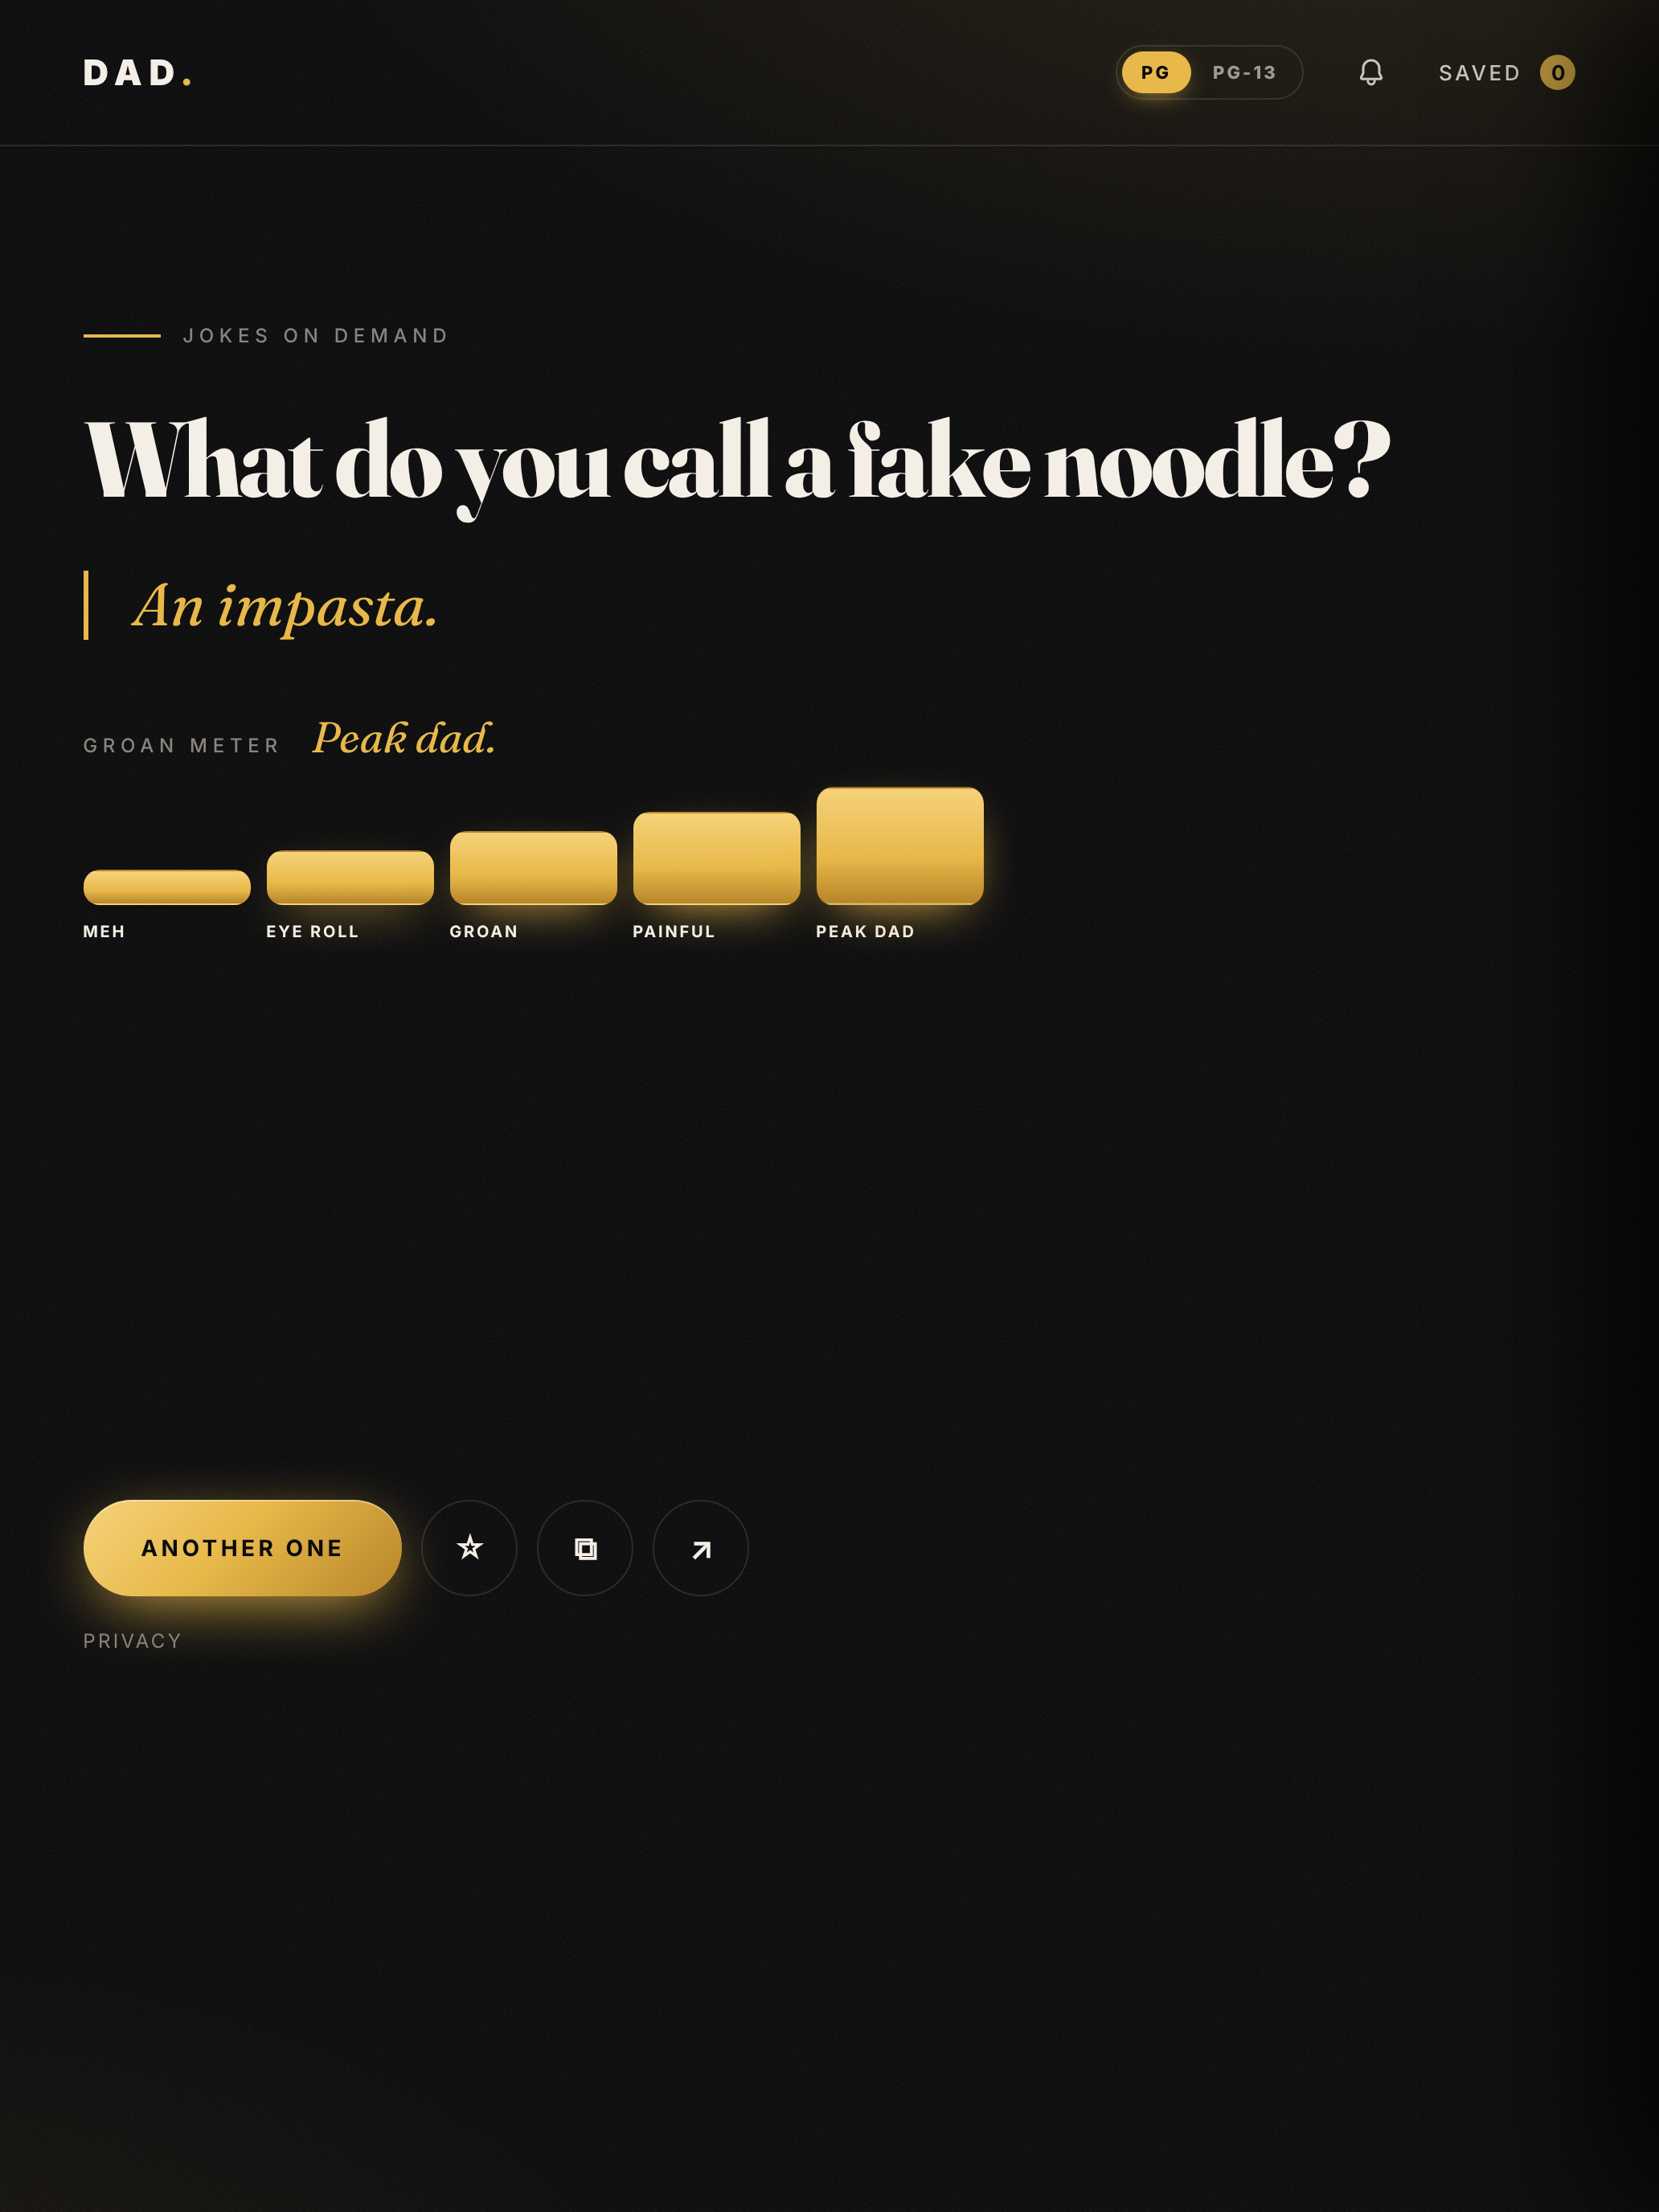 DAD.
PG PG-13 SAVED 0
JOKES ON DEMAND
What do you call a fake noodle?
An impasta.
GROAN METER Peak dad.
MEH EYE ROLL GROAN PAINFUL PEAK DAD
ANOTHER ONE
PRIVACY